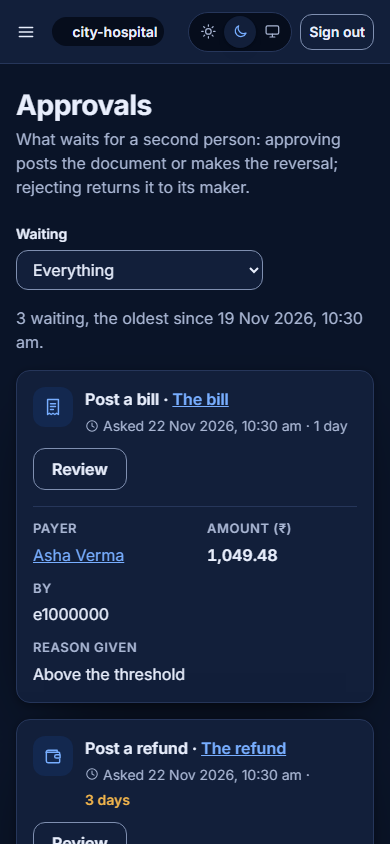 city-hospital
Sign out
Approvals
What waits for a second person: approving
posts the document or makes the reversal;
rejecting returns it to its maker.
Waiting
Everything
3 waiting, the oldest since 19 Nov 2026, 10:30
am.
Post a bill · The bill
Asked 22 Nov 2026, 10:30 am · 1 day
Review
PAYER
AMOUNT (₹)
Asha Verma
1,049.48
BY
e1000000
REASON GIVEN
Above the threshold
Post a refund · The refund
Asked 22 Nov 2026, 10:30 am ·
3 days
Review